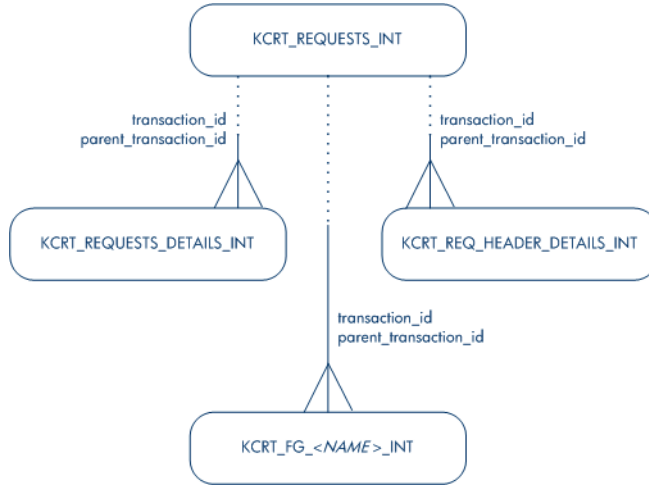 KCRT_REQUESTS_INT
transaction_id
parent_transaction_id
transaction_id
parent_transaction_id
KCRT_REQUESTS_DETAILS_INT
KCRT_REQ_HEADER_DETAILS_INT
transaction_id
parent_transaction_id
KCRT_FG_<NAME>_INT